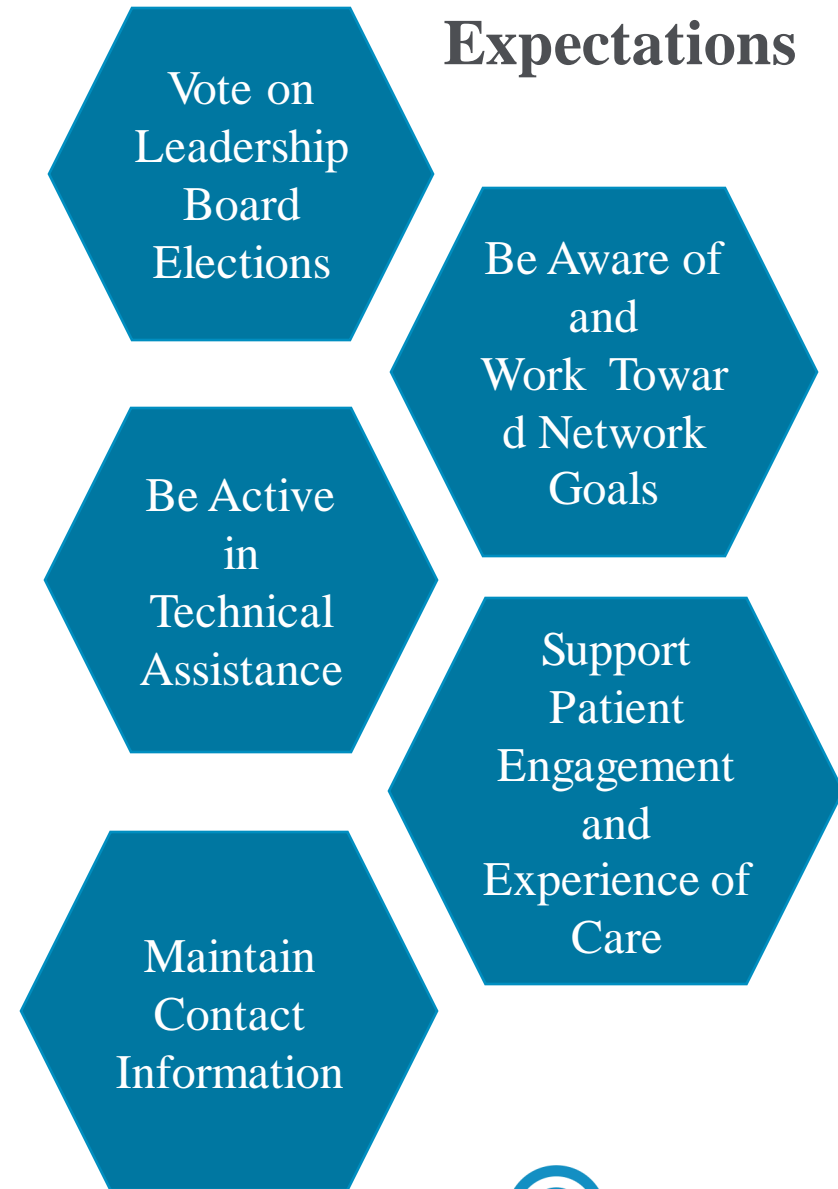 Expectations
Vote on
Leadership
Board
Elections
Be Aware of
and
Work  Towar
d Network
Goals
Be Active
in
Technical
Assistance
Support
Patient
Engagement
and
Experience of
Care
Maintain
Contact
Information